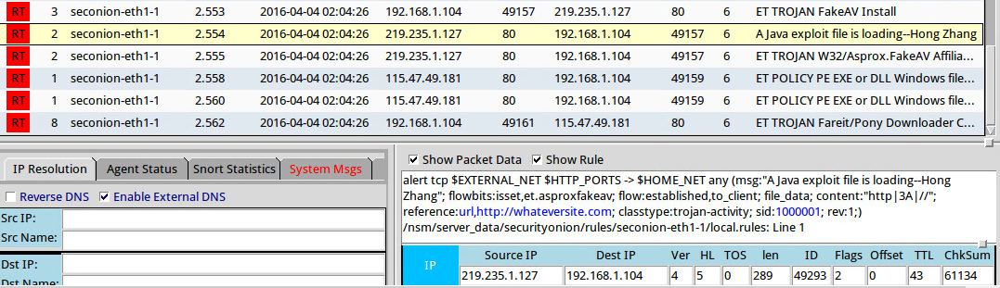 RT 3 seconion-eth1-1 2.553 2016-04-04 02:04:26 192.168.1.104 49157 219.235.1.127 80 6 ET TROJAN FakeAV Install
RT 2 seconion-eth1-1 2.554 2016-04-04 02:04:26 219.235.1.127 80 192.168.1.104 49157 6 A Java exploit file is loading--Hong Zhang
RT 2 seconion-eth1-1 2.555 2016-04-04 02:04:26 219.235.1.127 80 192.168.1.104 49157 6 ET TROJAN W32/Asprox.FakeAV Affilia...
RT 1 seconion-eth1-1 2.558 2016-04-04 02:04:26 115.47.49.181 80 192.168.1.104 49159 6 ET POLICY PE EXE or DLL Windows file...
RT 1 seconion-eth1-1 2.560 2016-04-04 02:04:26 115.47.49.181 80 192.168.1.104 49159 6 ET POLICY PE EXE or DLL Windows file...
RT 8 seconion-eth1-1 2.562 2016-04-04 02:04:26 192.168.1.104 49161 115.47.49.181 80 6 ET TROJAN Fareit/Pony Downloader C...
IP Resolution Agent Status Snort Statistics System Msgs
Reverse DNS Enable External DNS
Src IP:
Src Name:
Dst IP:
Dst Name:
Show Packet Data Show Rule
alert tcp $EXTERNAL_NET $HTTP_PORTS -> $HOME_NET any (msg:"A Java exploit file is loading--Hong
Zhang"; flowbits:isset,et.asproxfakeav; flow:established,to_client; file_data; content:"http|3A|//";
reference:url,http://whateversite.com; classtype:trojan-activity; sid:1000001; rev:1;)
/nsm/server_data/securityonion/rules/seconion-eth1-1/local.rules: Line 1
IP Source IP Dest IP Ver HL TOS len ID Flags Offset TTL ChkSum
219.235.1.127 192.168.1.104 4 5 0 289 49293 2 0 43 61134